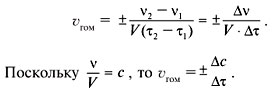 v_гом = ± (ν₂ − ν₁) / (V(τ₂ − τ₁)) = ± Δν / (V · Δτ) .
Поскольку ν/V = c , то v_гом = ± Δc/Δτ .